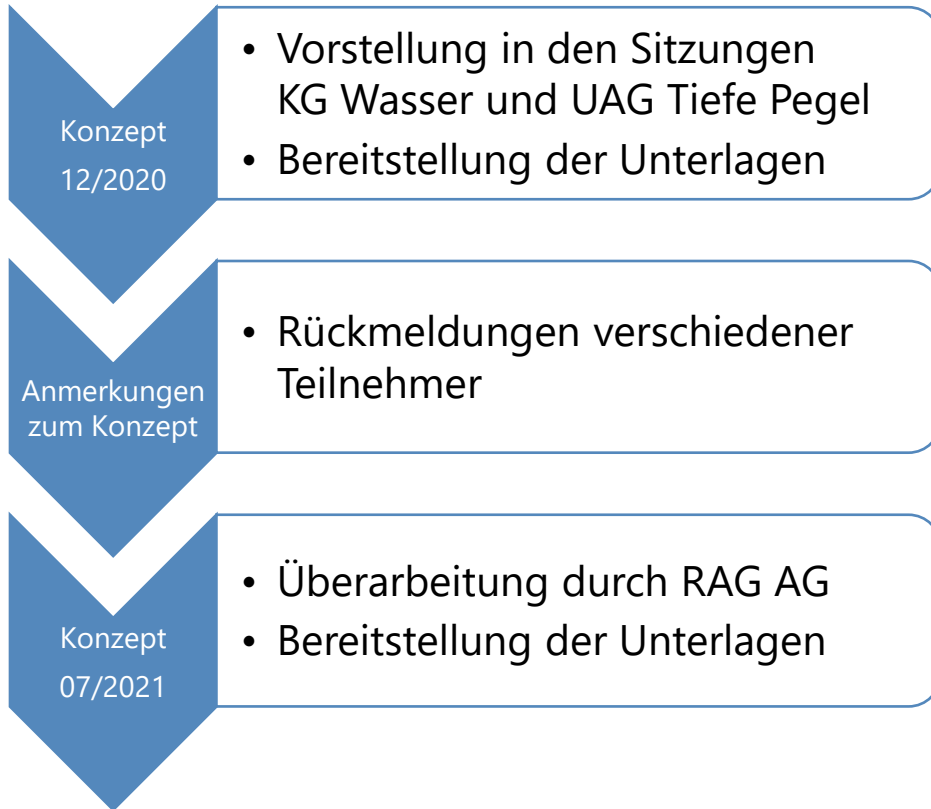 Konzept
12/2020
• Vorstellung in den Sitzungen
KG Wasser und UAG Tiefe Pegel
• Bereitstellung der Unterlagen
Anmerkungen
zum Konzept
• Rückmeldungen verschiedener
Teilnehmer
Konzept
07/2021
• Überarbeitung durch RAG AG
• Bereitstellung der Unterlagen